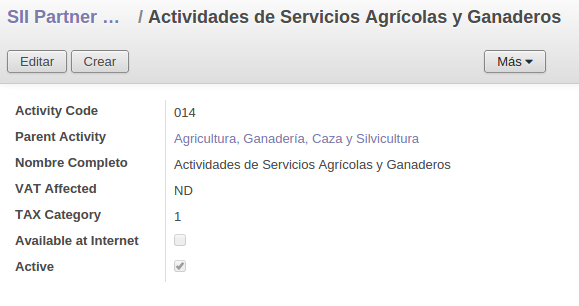 SII Partner ... / Actividades de Servicios Agrícolas y Ganaderos
Editar Crear Más
Activity Code 014
Parent Activity Agricultura, Ganadería, Caza y Silvicultura
Nombre Completo Actividades de Servicios Agrícolas y Ganaderos
VAT Affected ND
TAX Category 1
Available at Internet
Active